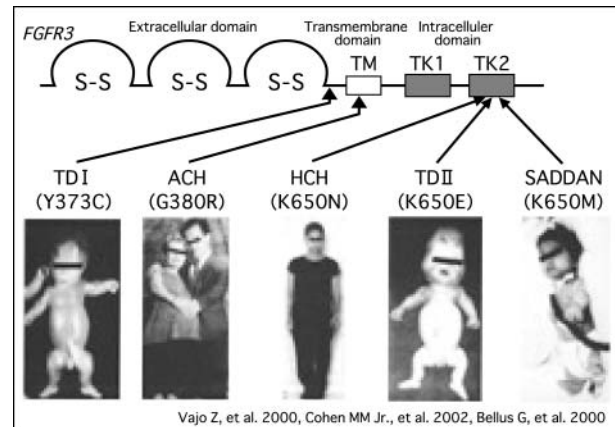 FGFR3
Extracellular domain
Transmembrane
domain
Intracelluler
domain
S-S
S-S
S-S
TM
TK1
TK2
TDⅠ
(Y373C)
ACH
(G380R)
HCH
(K650N)
TDⅡ
(K650E)
SADDAN
(K650M)
Vajo Z, et al. 2000, Cohen MM Jr., et al. 2002, Bellus G, et al. 2000